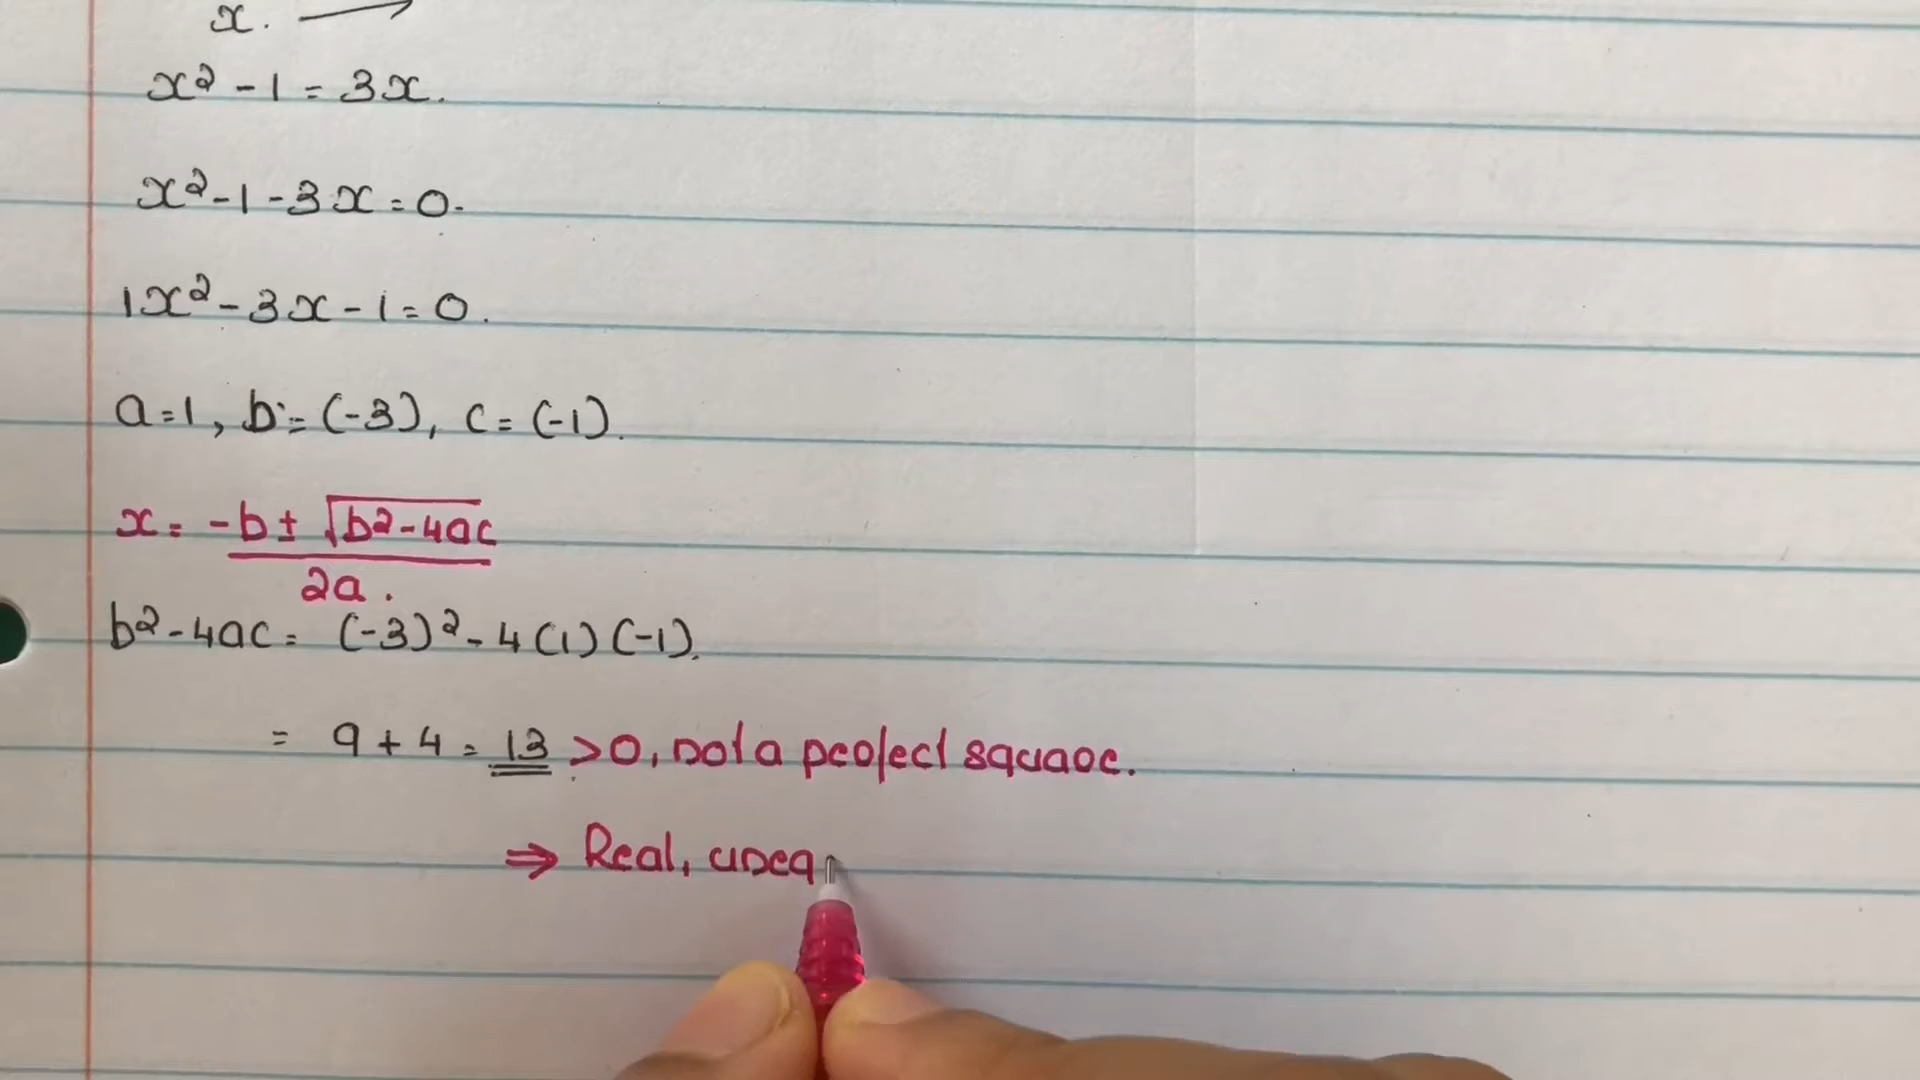 x. →
x² - 1 = 3x.
x² - 1 - 3x = 0.
1x² - 3x - 1 = 0.
a = 1, b = (-3), c = (-1).
x = -b ± √b² - 4ac
2a.
b² - 4ac = (-3)² - 4(1)(-1).
= 9 + 4 = 13 > 0, not a perfect square.
⇒ Real, uneq